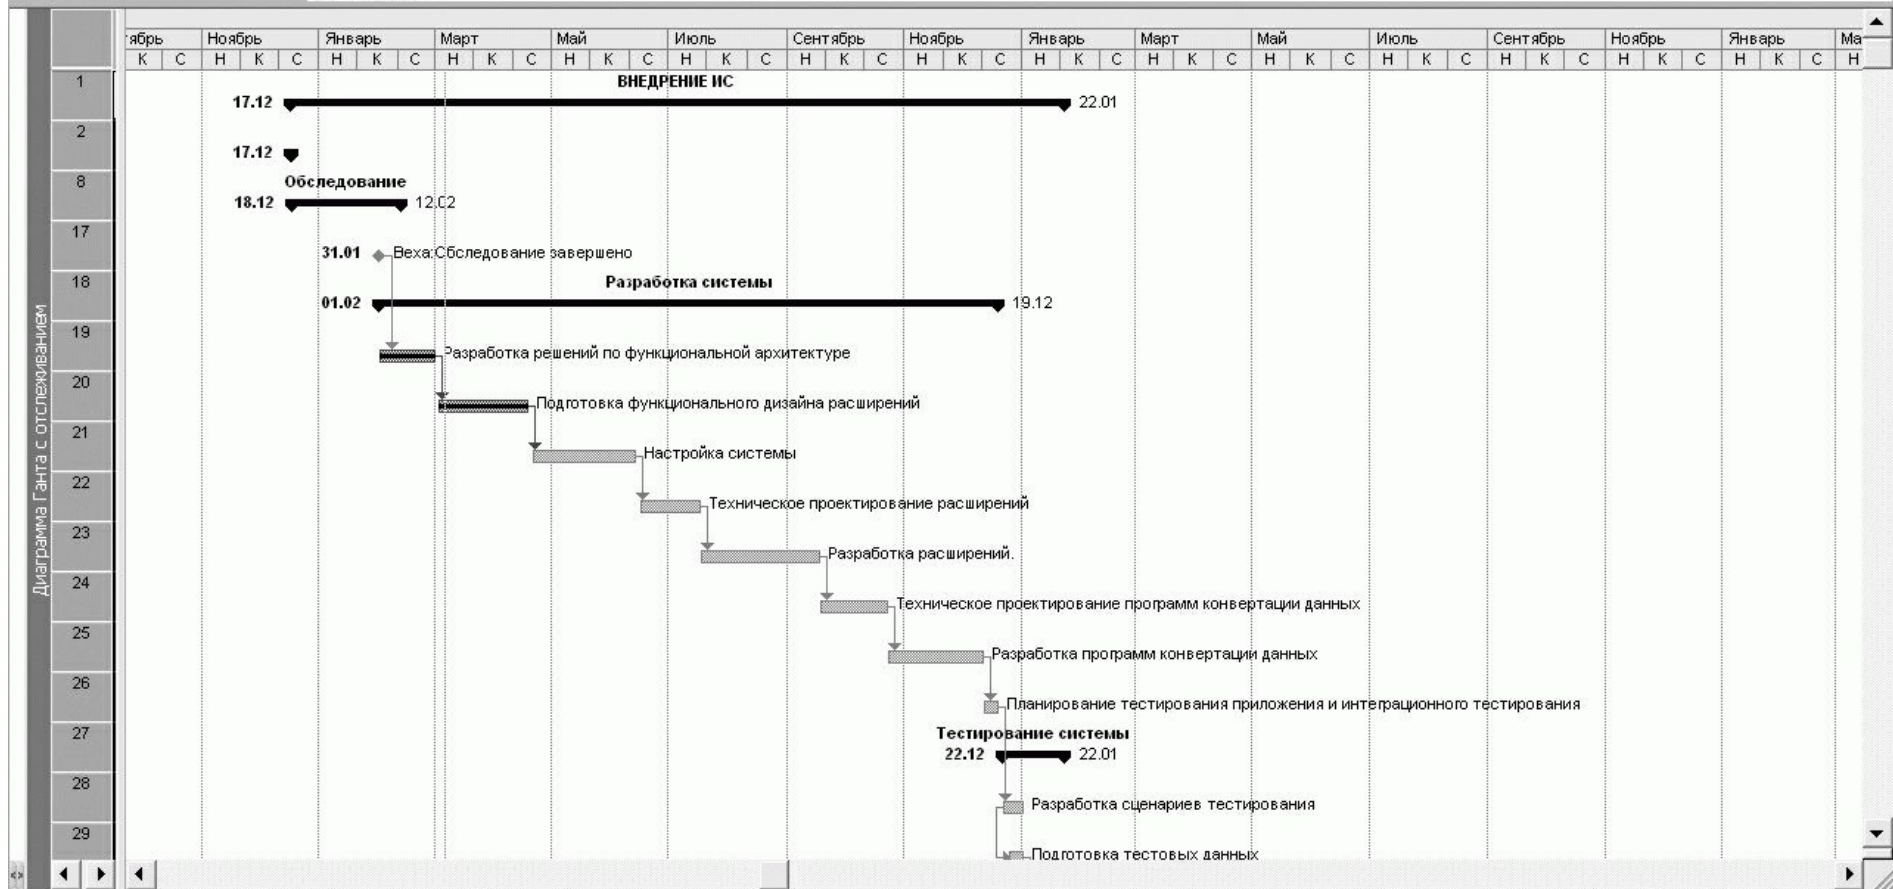 ябрь Ноябрь Январь Март Май Июль Сентябрь Ноябрь Январь Март Май Июль Сентябрь Ноябрь Январь Ма
К С Н К С Н К С Н К С Н К С Н К С Н К С Н К С Н К С Н К С Н К С Н К С Н К С Н К С Н К С Н
1 ВНЕДРЕНИЕ ИС
17.12 22.01
2
17.12
8 Обследование
18.12 12.02
17
31.01 Веха:Сбследование завершено
18 Разработка системы
01.02 19.12
19
Разработка решений по функциональной архитектуре
20
Подготовка функционального дизайна расширений
21
Настройка системы
22
Техническое проектирование расширений
23
Разработка расширений.
24
Техническое проектирование программ конвертации данных
25
Разработка программ конвертации данных
26
Планирование тестирования приложения и интеграционного тестирования
27 Тестирование системы
22.12 22.01
28
Разработка сценариев тестирования
29
Подготовка тестовых данных
Диаграмма Ганта с отслеживанием